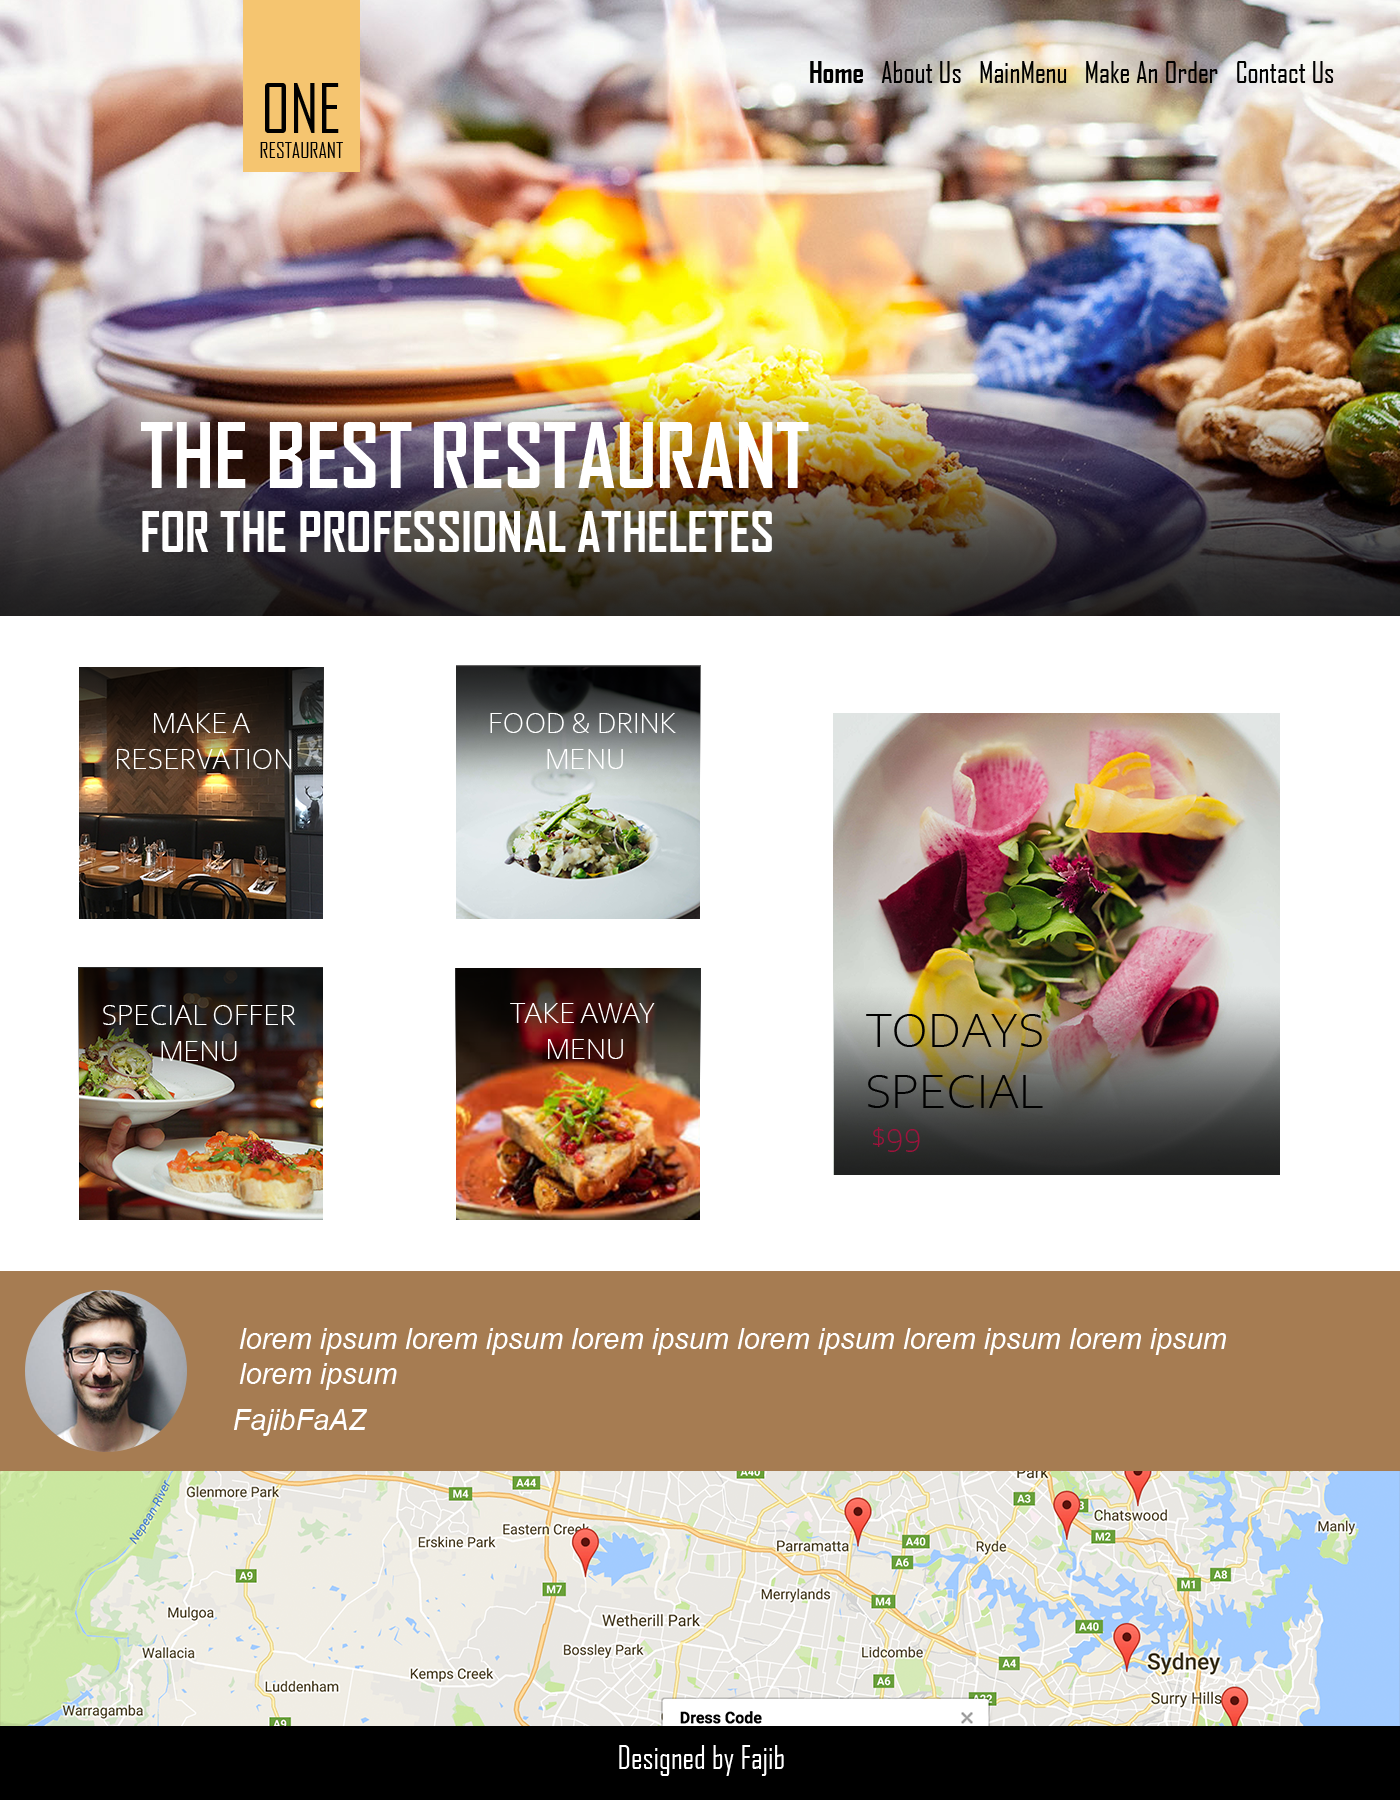 ONE
RESTAURANT
Home About Us MainMenu Make An Order Contact Us
THE BEST RESTAURANT
FOR THE PROFESSIONAL ATHELETES
MAKE A
RESERVATION
FOOD & DRINK
MENU
SPECIAL OFFER
MENU
TAKE AWAY
MENU
TODAYS
SPECIAL
$99
lorem ipsum lorem ipsum lorem ipsum lorem ipsum lorem ipsum lorem ipsum
lorem ipsum
FajibFaAZ
Glenmore Park
Nepean River
M4
A44
A40
Park
A3
Chatswood
M2
Manly
Erskine Park
Eastern Creek
Parramatta
A40
A6
Ryde
A9
M7
Merrylands
M4
M1
A8
Mulgoa
Wetherill Park
A40
Wallacia
Bossley Park
Lidcombe
A4
Sydney
Kemps Creek
A6
Luddenham
Surry Hills
Warragamba
A9
A22
Dress Code
Designed by Fajib